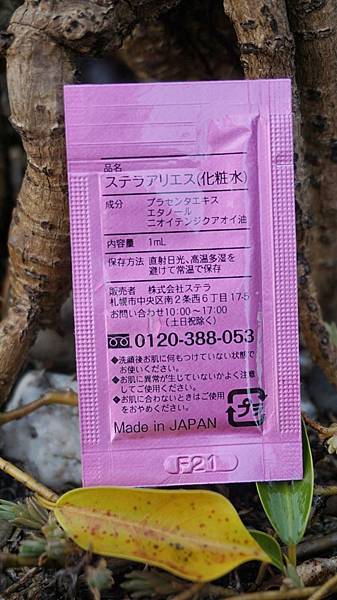 品名
ステラアリエス(化粧水)
成分 プラセンタエキス
エタノール
ニオイテンジクアオイ油
内容量 1mL
保存方法 直射日光、高温多湿を
避けて常温で保存
販売者 株式会社ステラ
札幌市中央区南2条西6丁目17-5
お問い合わせ10:00〜17:00
(土日祝除く)
0120-388-053
◆洗顔後お肌に何もつけていない状態で
お使いください。
◆お肌に異常が生じていないかよく注意
してご使用ください。
◆お肌に合わないときはご使用
をおやめください。
Made in JAPAN
プラ
F21